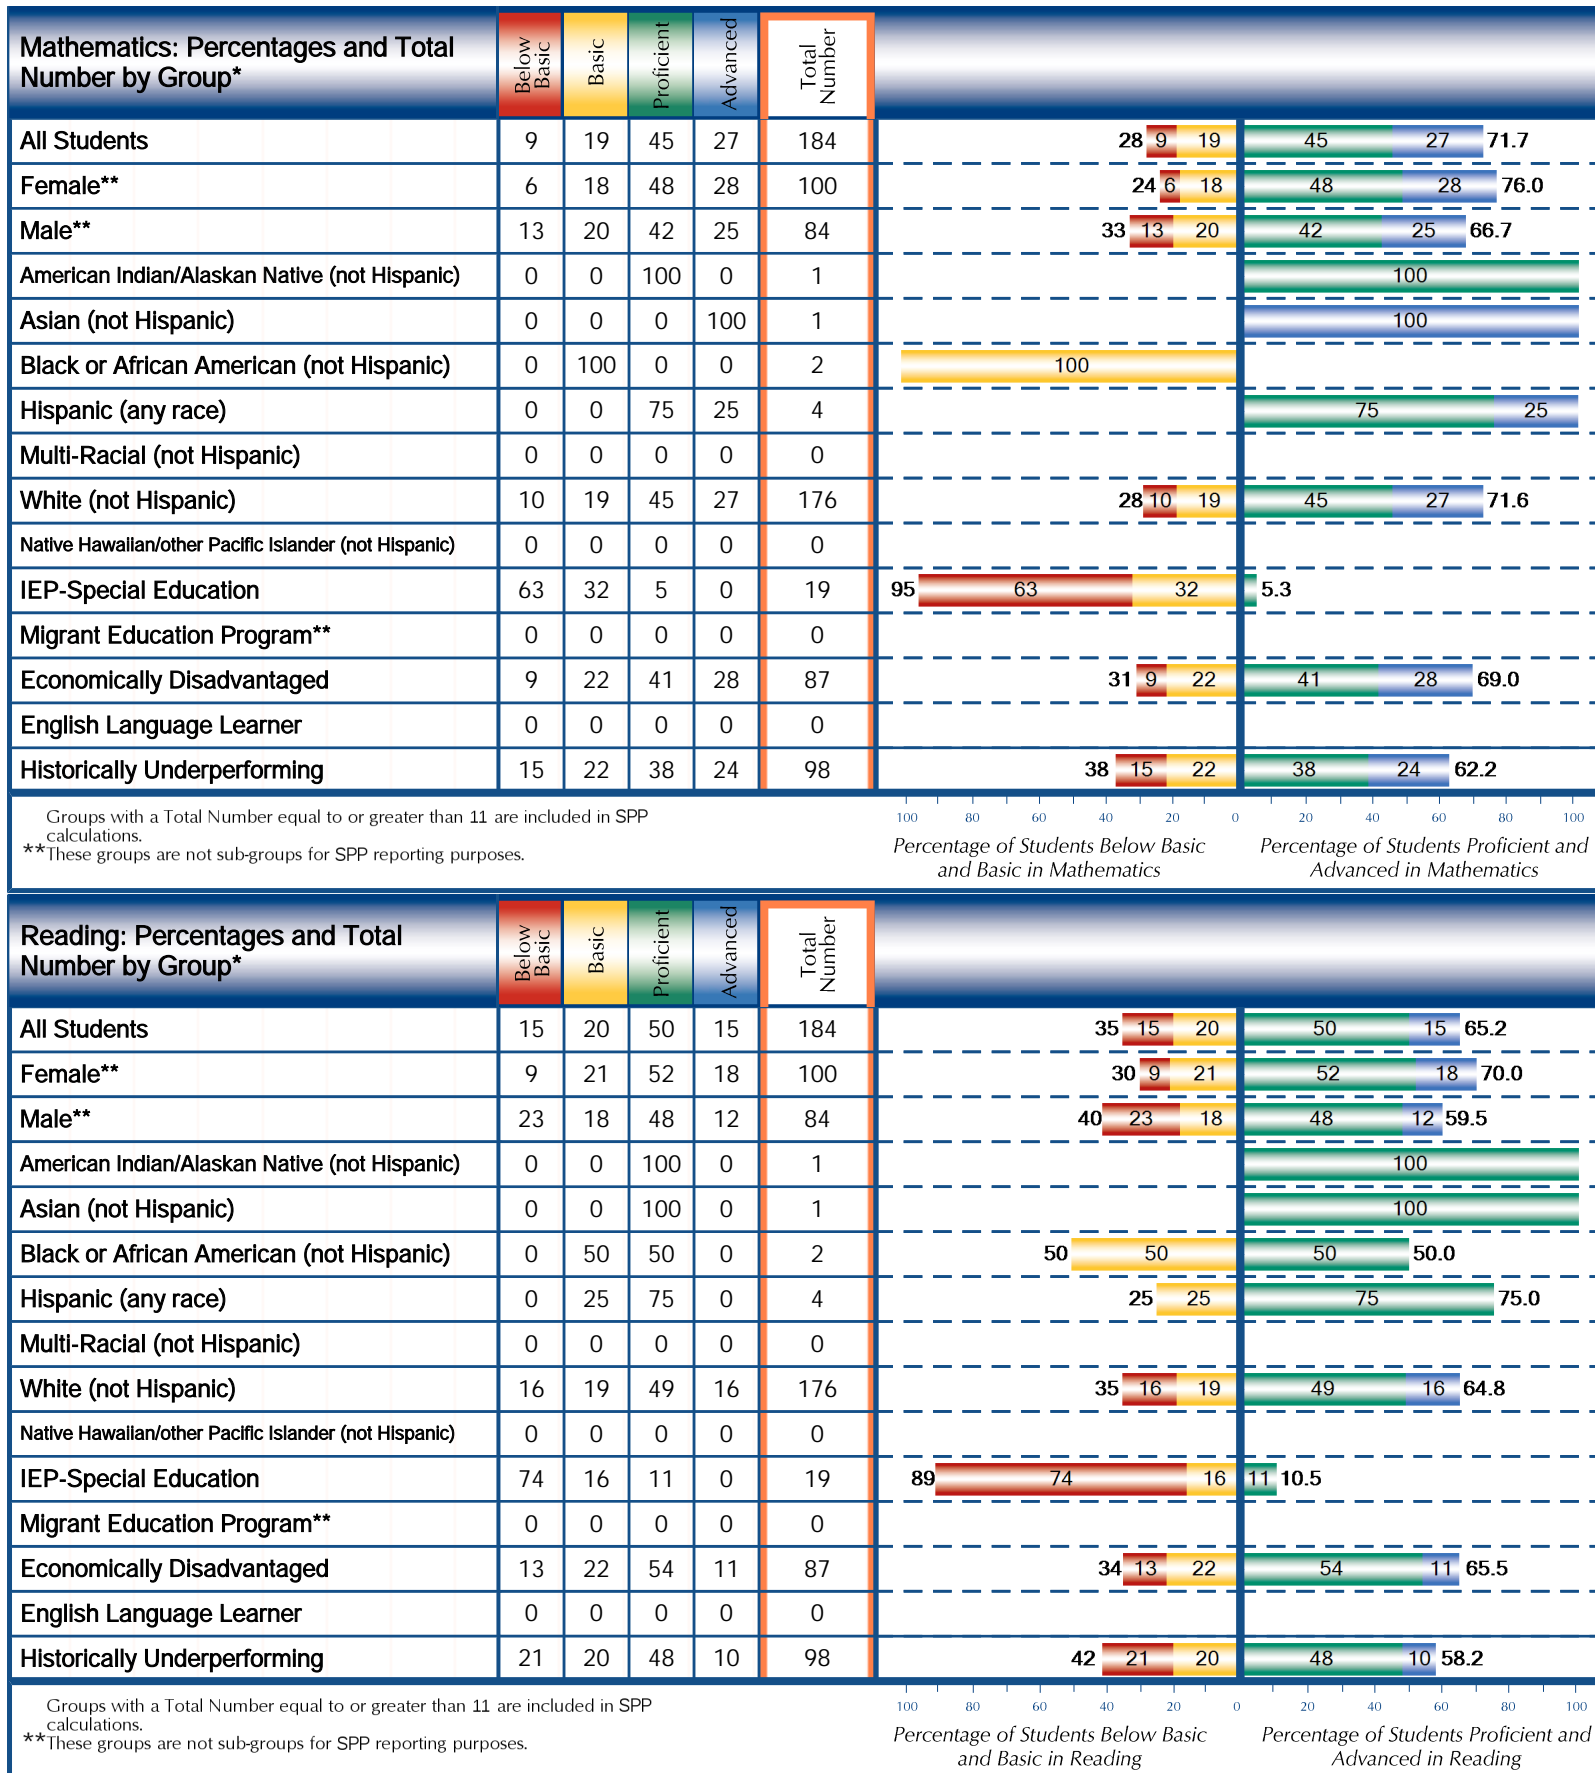 Mathematics: Percentages and Total
Number by Group*
Below
Basic
Basic
Proficient
Advanced
Total
Number
All Students 9 19 45 27 184 28 9 19 45 27 71.7
Female** 6 18 48 28 100 24 6 18 48 28 76.0
Male** 13 20 42 25 84 33 13 20 42 25 66.7
American Indian/Alaskan Native (not Hispanic) 0 0 100 0 1 100
Asian (not Hispanic) 0 0 0 100 1 100
Black or African American (not Hispanic) 0 100 0 0 2 100
Hispanic (any race) 0 0 75 25 4 75 25
Multi-Racial (not Hispanic) 0 0 0 0 0
White (not Hispanic) 10 19 45 27 176 28 10 19 45 27 71.6
Native Hawaiian/other Pacific Islander (not Hispanic) 0 0 0 0 0
IEP-Special Education 63 32 5 0 19 95 63 32 5.3
Migrant Education Program** 0 0 0 0 0
Economically Disadvantaged 9 22 41 28 87 31 9 22 41 28 69.0
English Language Learner 0 0 0 0 0
Historically Underperforming 15 22 38 24 98 38 15 22 38 24 62.2
Groups with a Total Number equal to or greater than 11 are included in SPP
calculations.
**These groups are not sub-groups for SPP reporting purposes.
100 80 60 40 20 0 20 40 60 80 100
Percentage of Students Below Basic
and Basic in Mathematics
Percentage of Students Proficient and
Advanced in Mathematics
Reading: Percentages and Total
Number by Group*
Below
Basic
Basic
Proficient
Advanced
Total
Number
All Students 15 20 50 15 184 35 15 20 50 15 65.2
Female** 9 21 52 18 100 30 9 21 52 18 70.0
Male** 23 18 48 12 84 40 23 18 48 12 59.5
American Indian/Alaskan Native (not Hispanic) 0 0 100 0 1 100
Asian (not Hispanic) 0 0 100 0 1 100
Black or African American (not Hispanic) 0 50 50 0 2 50 50 50 50.0
Hispanic (any race) 0 25 75 0 4 25 25 75 75.0
Multi-Racial (not Hispanic) 0 0 0 0 0
White (not Hispanic) 16 19 49 16 176 35 16 19 49 16 64.8
Native Hawaiian/other Pacific Islander (not Hispanic) 0 0 0 0 0
IEP-Special Education 74 16 11 0 19 89 74 16 11 10.5
Migrant Education Program** 0 0 0 0 0
Economically Disadvantaged 13 22 54 11 87 34 13 22 54 11 65.5
English Language Learner 0 0 0 0 0
Historically Underperforming 21 20 48 10 98 42 21 20 48 10 58.2
Groups with a Total Number equal to or greater than 11 are included in SPP
calculations.
**These groups are not sub-groups for SPP reporting purposes.
100 80 60 40 20 0 20 40 60 80 100
Percentage of Students Below Basic
and Basic in Reading
Percentage of Students Proficient and
Advanced in Reading